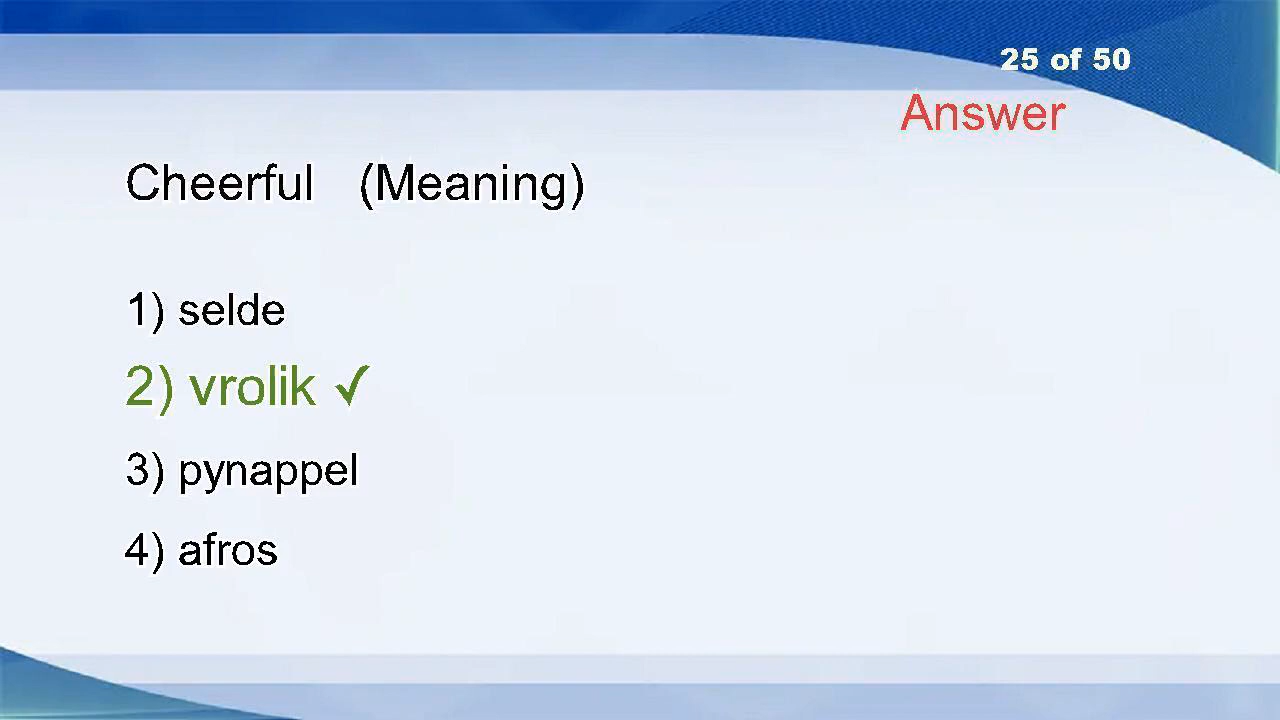 25 of 50
Answer
Cheerful (Meaning)
1) selde
2) vrolik ✓
3) pynappel
4) afros